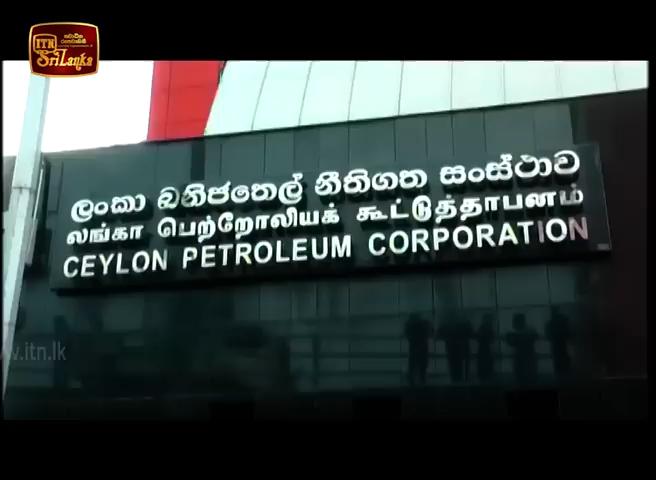 ITN
SriLanka
ලංකා ඛනිජතෙල් නීතිගත සංස්ථාව
லங்கா பெற்றோலியக் கூட்டுத்தாபனம்
CEYLON PETROLEUM CORPORATION
www.itn.lk